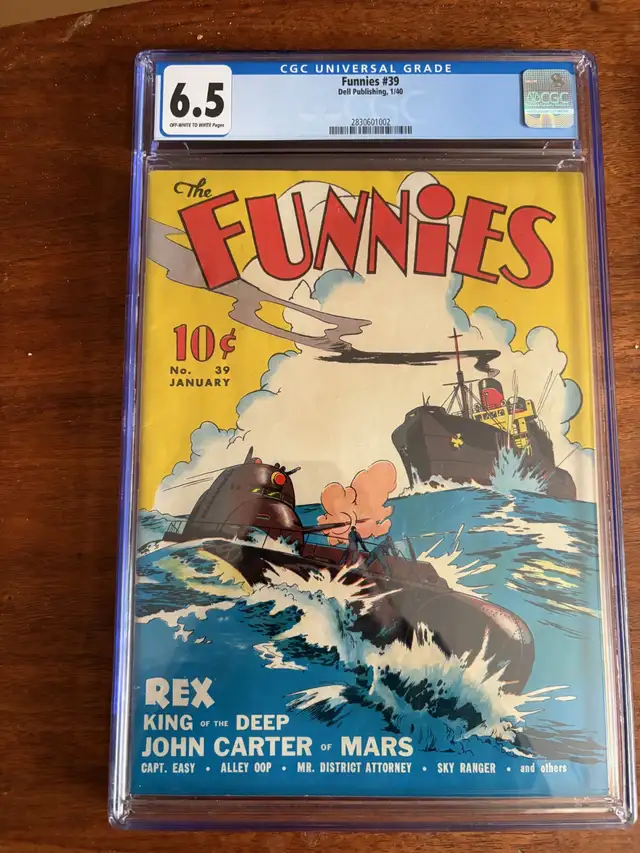 CGC UNIVERSAL GRADE
6.5
OFF-WHITE TO WHITE Pages
Funnies #39
Dell Publishing, 1/40
2830601002
CGC
The
FUNNiES
10¢
No. 39
JANUARY
REX
KING OF THE DEEP
JOHN CARTER OF MARS
CAPT. EASY • ALLEY OOP • MR. DISTRICT ATTORNEY • SKY RANGER • and others